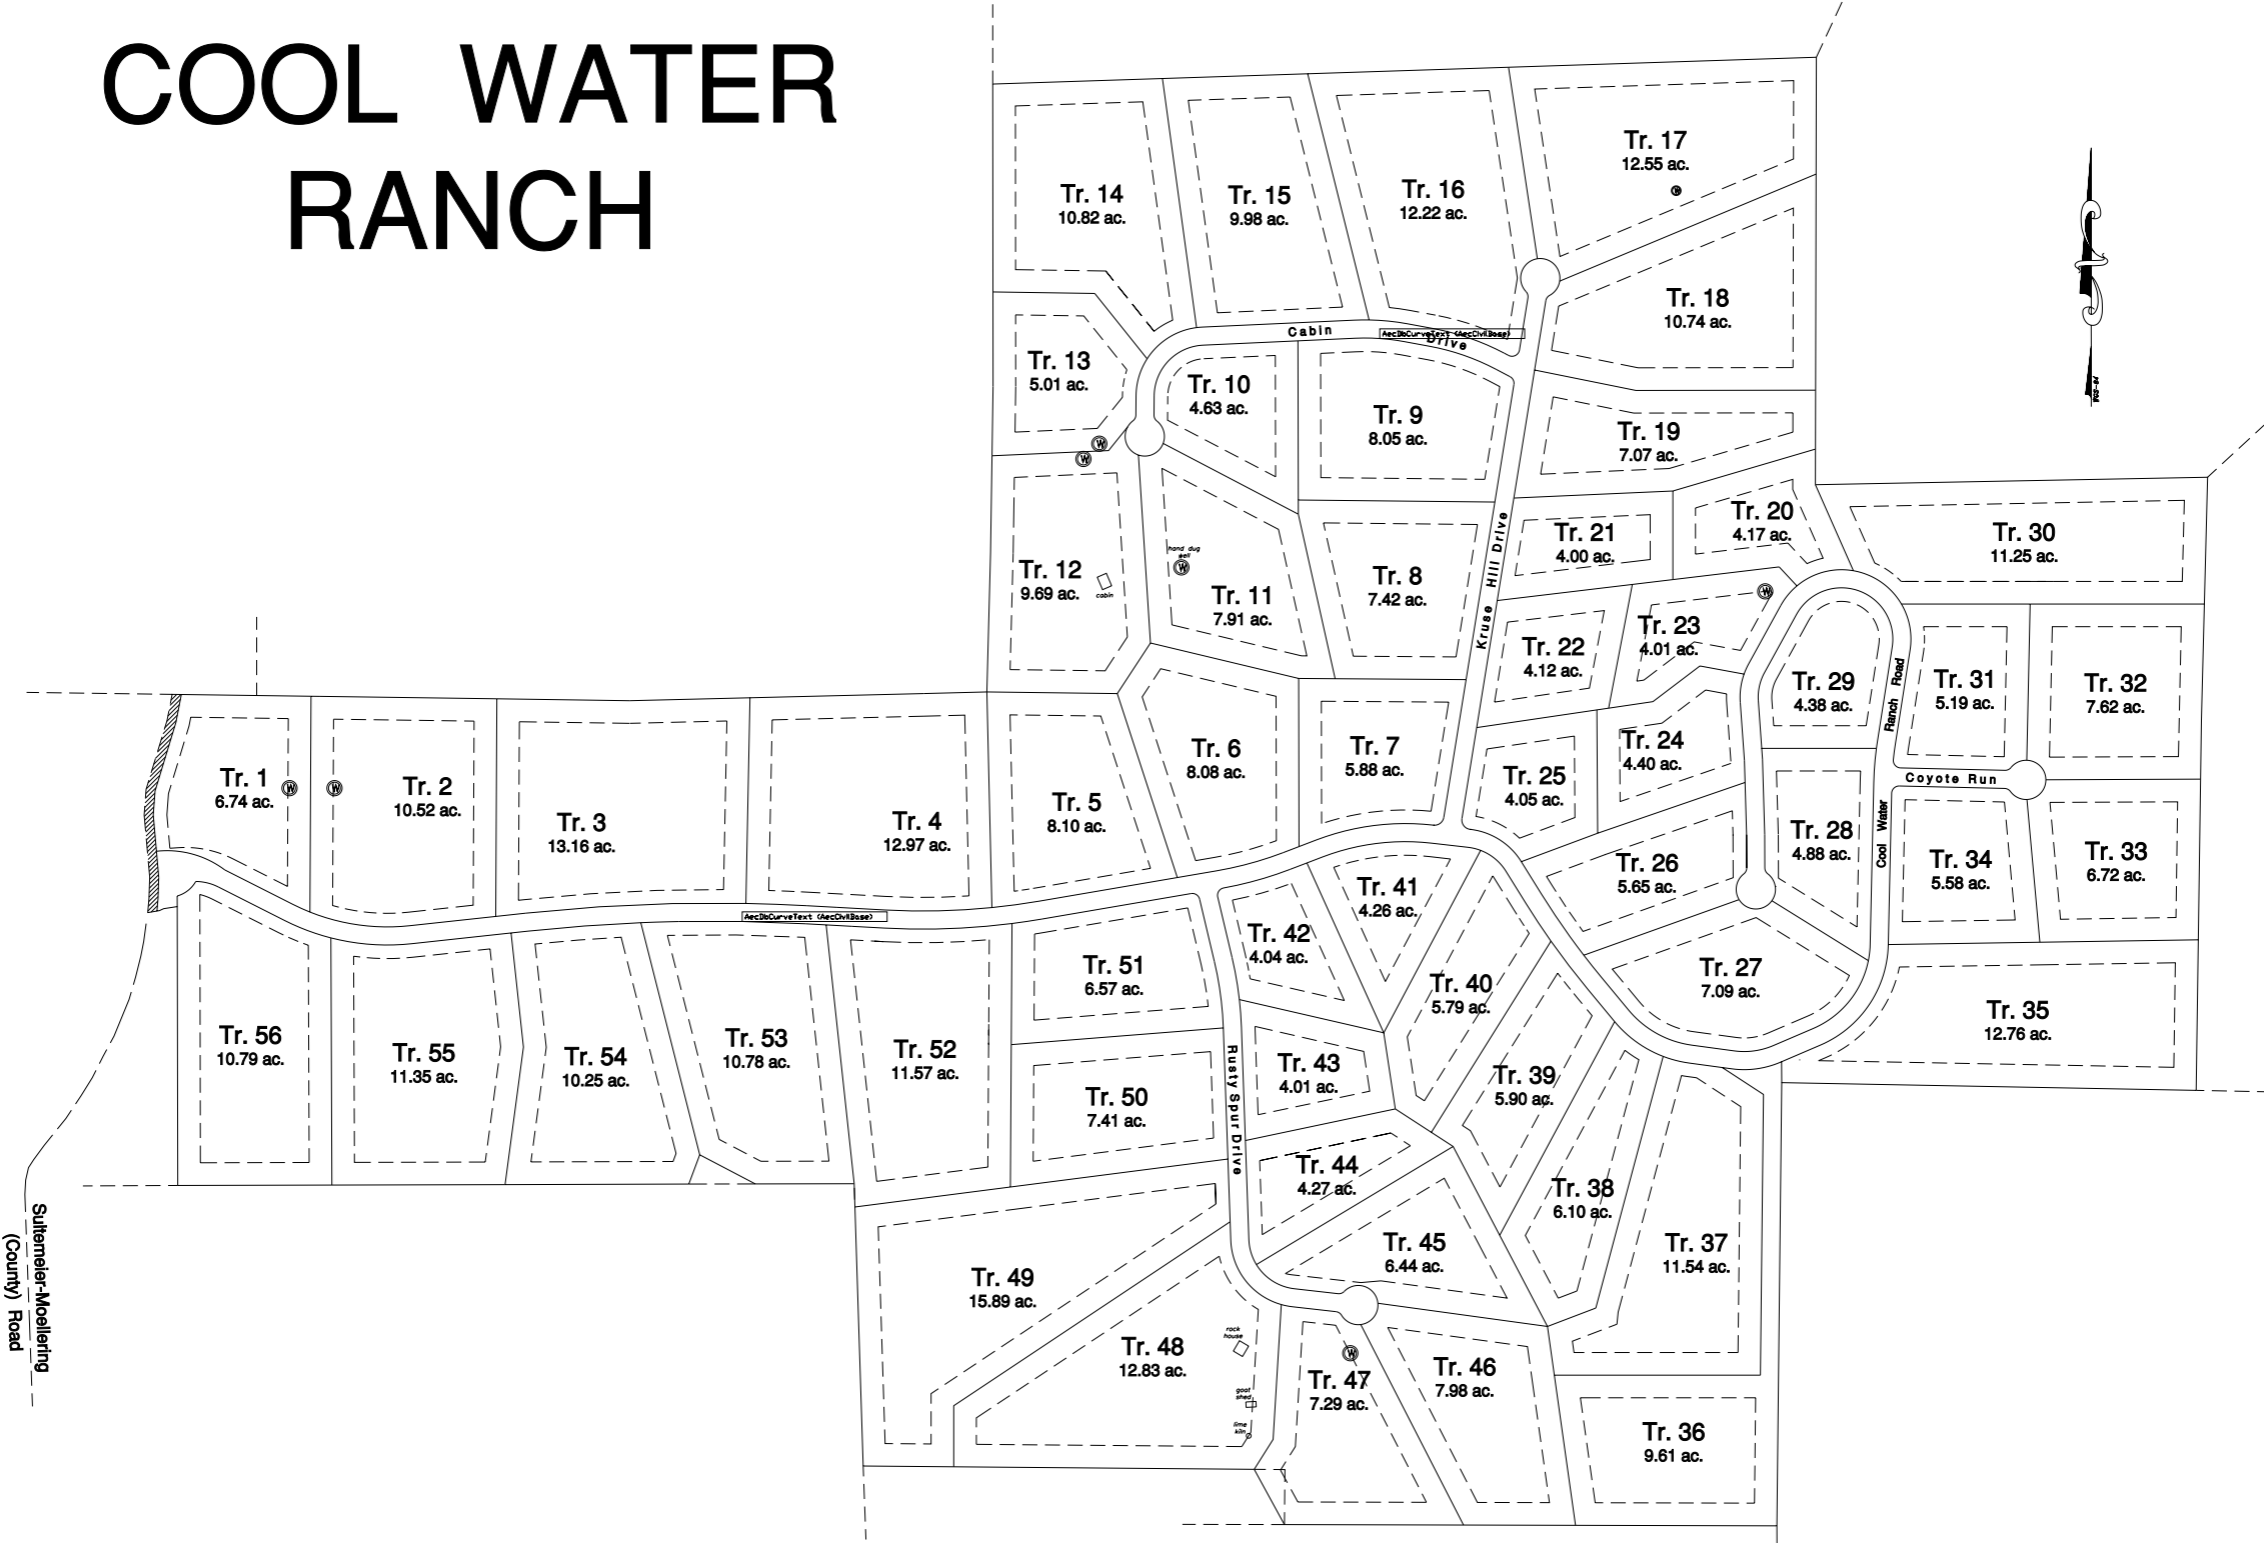 COOL WATER
RANCH
Tr. 17
12.55 ac.
W
Tr. 14
10.82 ac.
Tr. 15
9.98 ac.
Tr. 16
12.22 ac.
Tr. 18
10.74 ac.
Cabin
AecDbCurveText (AecCivilBase)
Drive
Tr. 13
5.01 ac.
Tr. 10
4.63 ac.
Tr. 9
8.05 ac.
Tr. 19
7.07 ac.
W
W
Tr. 20
4.17 ac.
Tr. 21
4.00 ac.
Tr. 30
11.25 ac.
Kruse Hill Drive
hand dug
well
W
Tr. 12
9.69 ac.
cabin
Tr. 11
7.91 ac.
Tr. 8
7.42 ac.
W
Tr. 22
4.12 ac.
Tr. 23
4.01 ac.
Tr. 29
4.38 ac.
Tr. 31
5.19 ac.
Tr. 32
7.62 ac.
Cool Water Ranch Road
Tr. 1
6.74 ac.
W
W
Tr. 2
10.52 ac.
Tr. 3
13.16 ac.
Tr. 4
12.97 ac.
Tr. 5
8.10 ac.
Tr. 6
8.08 ac.
Tr. 7
5.88 ac.
Tr. 25
4.05 ac.
Tr. 24
4.40 ac.
Coyote Run
Tr. 26
5.65 ac.
Tr. 28
4.88 ac.
Tr. 34
5.58 ac.
Tr. 33
6.72 ac.
AecDbCurveText (AecCivilBase)
Tr. 41
4.26 ac.
Tr. 42
4.04 ac.
Tr. 40
5.79 ac.
Tr. 27
7.09 ac.
Tr. 35
12.76 ac.
Tr. 56
10.79 ac.
Tr. 55
11.35 ac.
Tr. 54
10.25 ac.
Tr. 53
10.78 ac.
Tr. 52
11.57 ac.
Tr. 51
6.57 ac.
Tr. 50
7.41 ac.
Rusty Spur Drive
Tr. 43
4.01 ac.
Tr. 39
5.90 ac.
Tr. 44
4.27 ac.
Tr. 38
6.10 ac.
Tr. 37
11.54 ac.
Tr. 45
6.44 ac.
Sultemeier-Moellering
(County) Road
Tr. 49
15.89 ac.
Tr. 48
12.83 ac.
rock
house
goat
shed
lime
kiln
W
Tr. 47
7.29 ac.
Tr. 46
7.98 ac.
Tr. 36
9.61 ac.